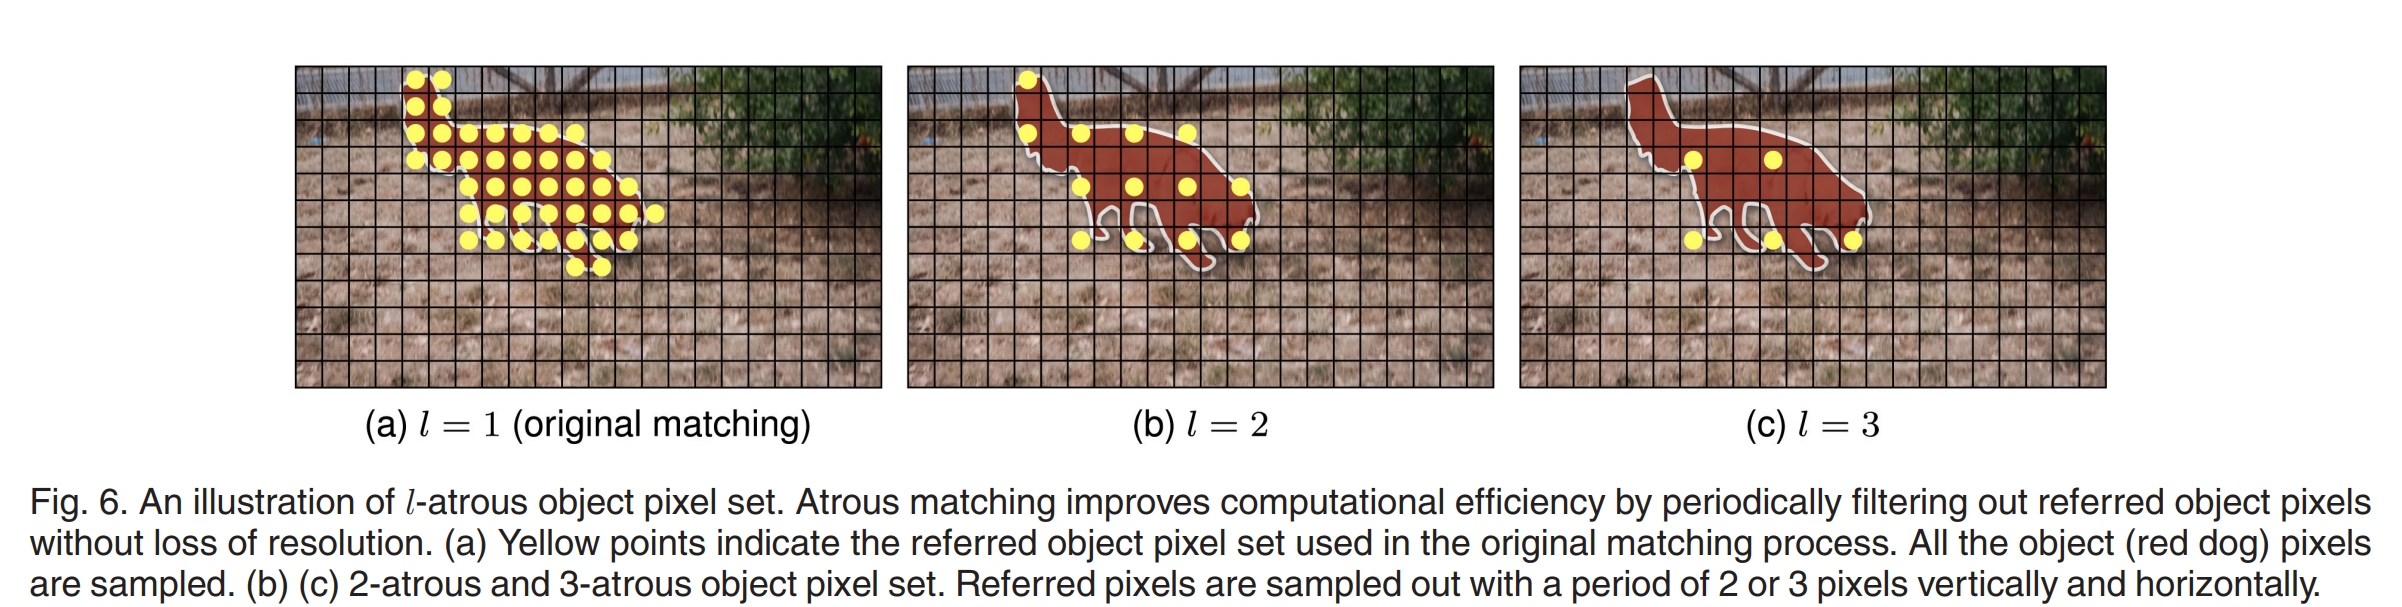 (a) l = 1 (original matching)
(b) l = 2
(c) l = 3
Fig. 6. An illustration of l-atrous object pixel set. Atrous matching improves computational efficiency by periodically filtering out referred object pixels
without loss of resolution. (a) Yellow points indicate the referred object pixel set used in the original matching process. All the object (red dog) pixels
are sampled. (b) (c) 2-atrous and 3-atrous object pixel set. Referred pixels are sampled out with a period of 2 or 3 pixels vertically and horizontally.